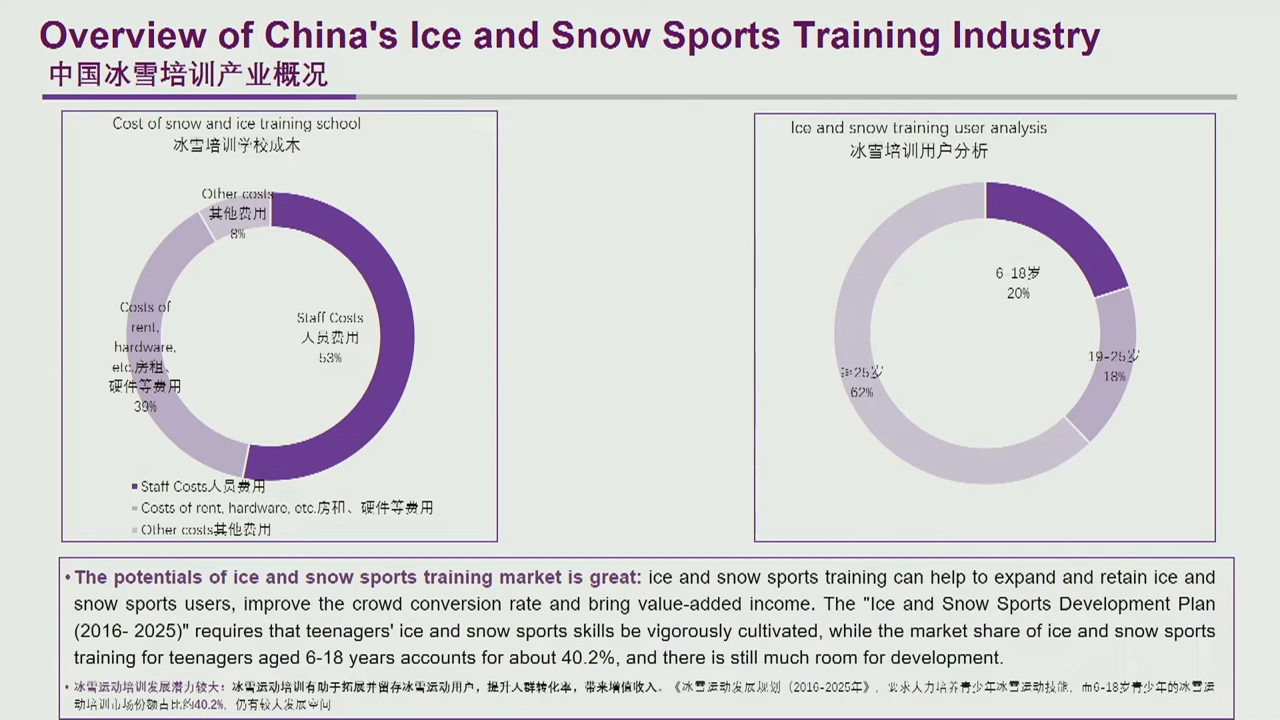 Overview of China's Ice and Snow Sports Training Industry
中国冰雪培训产业概况
Cost of snow and ice training school
冰雪培训学校成本
Other costs
其他费用
8%
Costs of
rent,
hardware,
etc.房租、
硬件等费用
39%
Staff Costs
人员费用
53%
Staff Costs人员费用
Costs of rent, hardware, etc.房租、硬件等费用
Other costs其他费用
Ice and snow training user analysis
冰雪培训用户分析
6-18岁
20%
19-25岁
18%
25岁
62%
• The potentials of ice and snow sports training market is great: ice and snow sports training can help to expand and retain ice and
snow sports users, improve the crowd conversion rate and bring value-added income. The "Ice and Snow Sports Development Plan
(2016- 2025)" requires that teenagers' ice and snow sports skills be vigorously cultivated, while the market share of ice and snow sports
training for teenagers aged 6-18 years accounts for about 40.2%, and there is still much room for development.
• 冰雪运动培训发展潜力较大：冰雪运动培训有助于拓展并留存冰雪运动用户，提升人群转化率，带来增值收入。《冰雪运动发展规划（2016-2025年》，要求大力培养青少年冰雪运动技能，而6-18岁青少年的冰雪运
动培训市场份额占比约40.2%，仍有较大发展空间